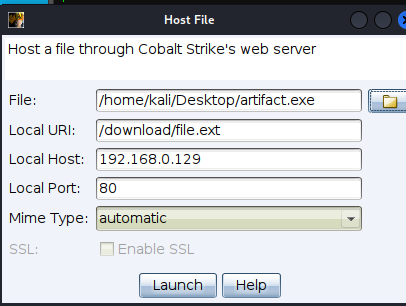 Host File
Host a file through Cobalt Strike's web server
File: /home/kali/Desktop/artifact.exe
Local URI: /download/file.ext
Local Host: 192.168.0.129
Local Port: 80
Mime Type: automatic
SSL: Enable SSL
Launch Help